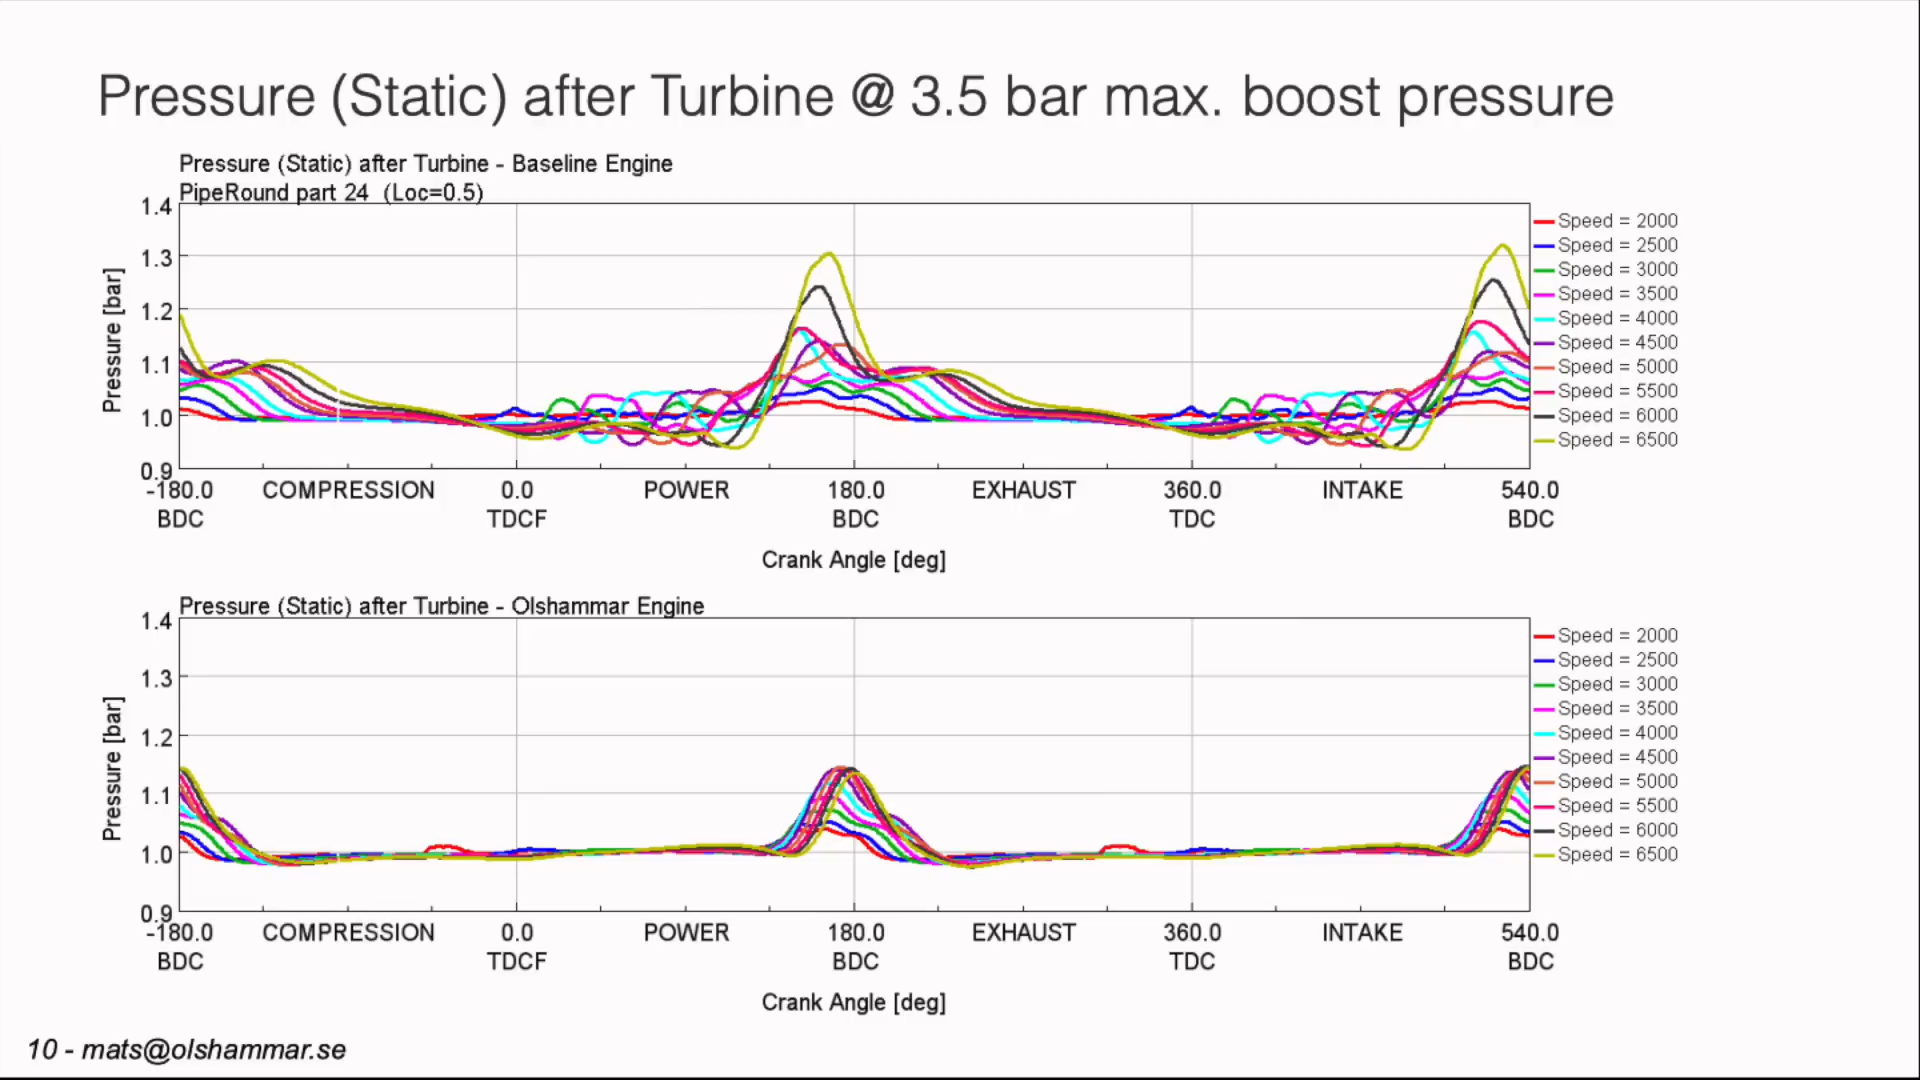 Pressure (Static) after Turbine @ 3.5 bar max. boost pressure
Pressure (Static) after Turbine - Baseline Engine
PipeRound part 24 (Loc=0.5)
1.4
1.3
1.2
1.1
1.0
0.9
Pressure [bar]
Speed = 2000
Speed = 2500
Speed = 3000
Speed = 3500
Speed = 4000
Speed = 4500
Speed = 5000
Speed = 5500
Speed = 6000
Speed = 6500
-180.0 COMPRESSION 0.0 POWER 180.0 EXHAUST 360.0 INTAKE 540.0
BDC TDCF BDC TDC BDC
Crank Angle [deg]
Pressure (Static) after Turbine - Olshammar Engine
1.4
1.3
1.2
1.1
1.0
0.9
Pressure [bar]
Speed = 2000
Speed = 2500
Speed = 3000
Speed = 3500
Speed = 4000
Speed = 4500
Speed = 5000
Speed = 5500
Speed = 6000
Speed = 6500
-180.0 COMPRESSION 0.0 POWER 180.0 EXHAUST 360.0 INTAKE 540.0
BDC TDCF BDC TDC BDC
Crank Angle [deg]
10 - mats@olshammar.se